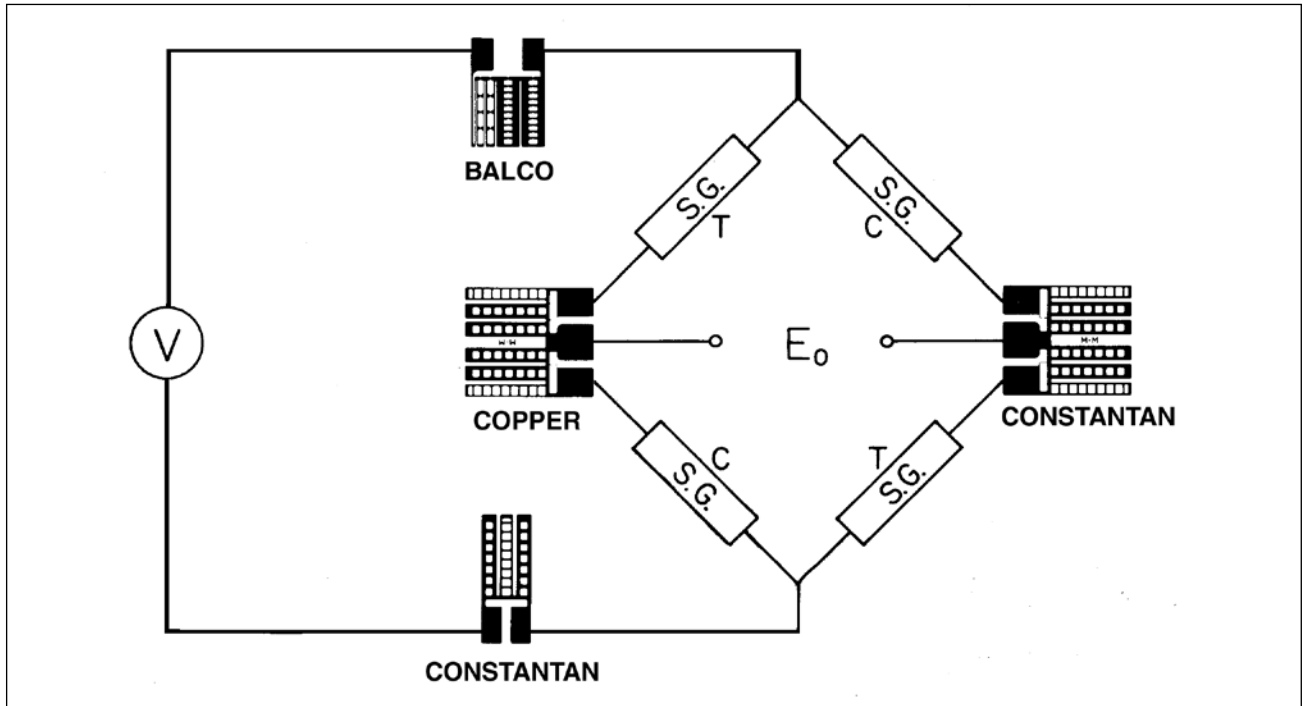 BALCO
S.G.
T
S.G.
C
V
E₀
COPPER
CONSTANTAN
M-M
C
S.G.
T
S.G.
CONSTANTAN